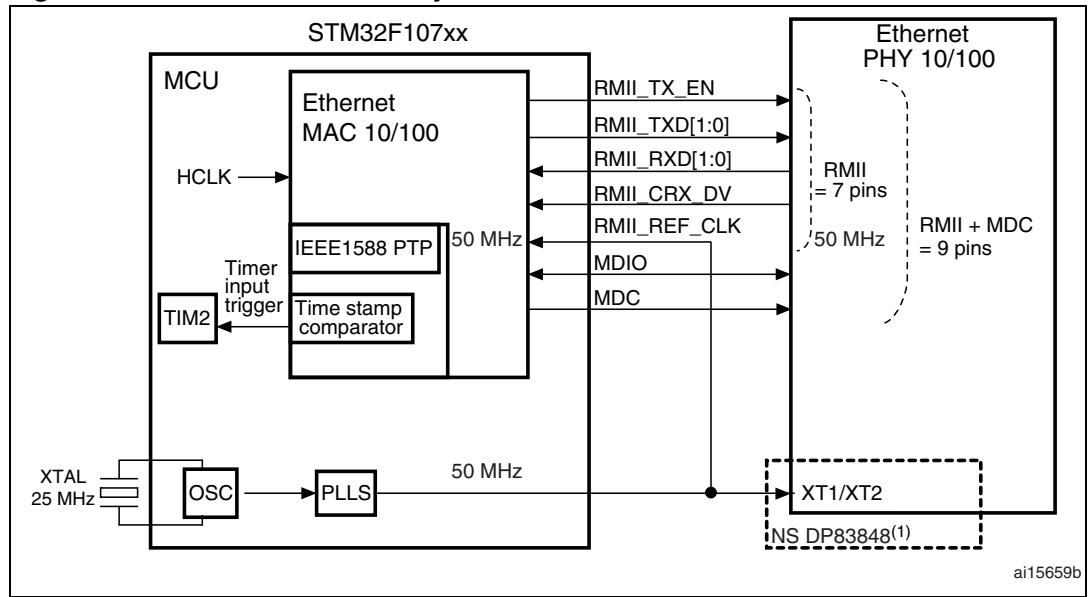 STM32F107xx
MCU
Ethernet
MAC 10/100
HCLK
IEEE1588 PTP
50 MHz
Timer
input
trigger
TIM2
Time stamp
comparator
RMII_TX_EN
RMII_TXD[1:0]
RMII_RXD[1:0]
RMII_CRX_DV
RMII_REF_CLK
MDIO
MDC
Ethernet
PHY 10/100
RMII
= 7 pins
50 MHz
RMII + MDC
= 9 pins
XTAL
25 MHz
OSC
PLLS
50 MHz
XT1/XT2
NS DP83848(1)
ai15659b